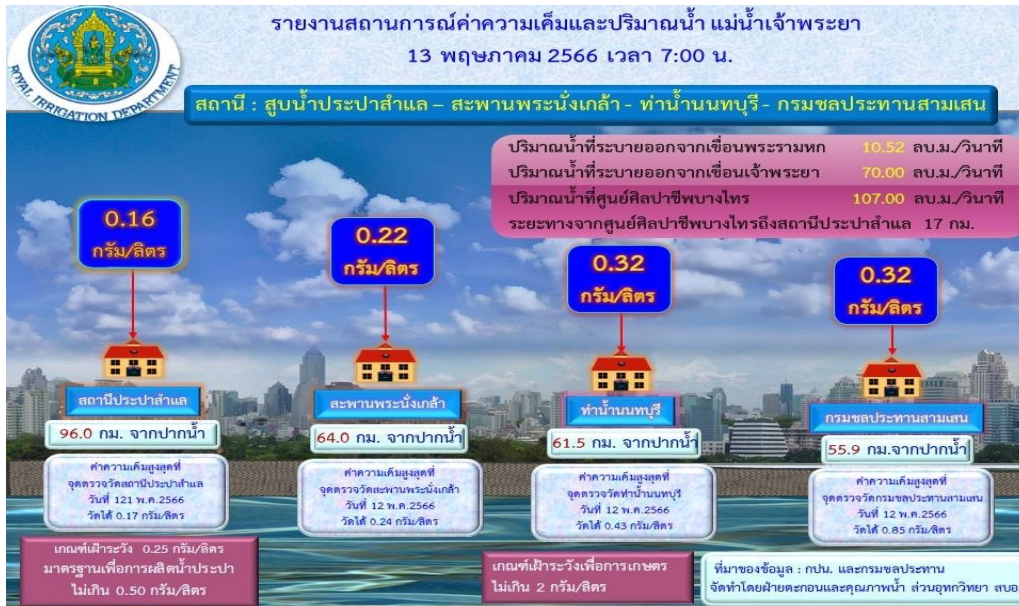 รายงานสถานการณ์ค่าความเค็มและปริมาณน้ำ แม่น้ำเจ้าพระยา
13 พฤษภาคม 2566 เวลา 7:00 น.
ROYAL IRRIGATION DEPARTMENT
สถานี : สูบน้ำประปาสำแล – สะพานพระนั่งเกล้า - ท่าน้ำนนทบุรี - กรมชลประทานสามเสน
ปริมาณน้ำที่ระบายออกจากเขื่อนพระรามหก 10.52 ลบ.ม./วินาที
ปริมาณน้ำที่ระบายออกจากเขื่อนเจ้าพระยา 70.00 ลบ.ม./วินาที
ปริมาณน้ำที่ศูนย์ศิลปาชีพบางไทร 107.00 ลบ.ม./วินาที
ระยะทางจากศูนย์ศิลปาชีพบางไทรถึงสถานีประปาสำแล 17 กม.
0.16
กรัม/ลิตร
สถานีประปาสำแล
96.0 กม. จากปากน้ำ
ค่าความเค็มสูงสุดที่
จุดตรวจวัดสถานีประปาสำแล
วันที่ 121 พ.ค.2566
วัดได้ 0.17 กรัม/ลิตร
0.22
กรัม/ลิตร
สะพานพระนั่งเกล้า
64.0 กม. จากปากน้ำ
ค่าความเค็มสูงสุดที่
จุดตรวจวัดสะพานพระนั่งเกล้า
วันที่ 12 พ.ค.2566
วัดได้ 0.24 กรัม/ลิตร
0.32
กรัม/ลิตร
ท่าน้ำนนทบุรี
61.5 กม. จากปากน้ำ
ค่าความเค็มสูงสุดที่
จุดตรวจวัดท่าน้ำนนทบุรี
วันที่ 12 พ.ค.2566
วัดได้ 0.43 กรัม/ลิตร
0.32
กรัม/ลิตร
กรมชลประทานสามเสน
55.9 กม.จากปากน้ำ
ค่าความเค็มสูงสุดที่
จุดตรวจวัดกรมชลประทานสามเสน
วันที่ 12 พ.ค.2566
วัดได้ 0.85 กรัม/ลิตร
เกณฑ์เฝ้าระวัง 0.25 กรัม/ลิตร
มาตรฐานเพื่อการผลิตน้ำประปา
ไม่เกิน 0.50 กรัม/ลิตร
เกณฑ์เฝ้าระวังเพื่อการเกษตร
ไม่เกิน 2 กรัม/ลิตร
ที่มาของข้อมูล : กปน. และกรมชลประทาน
จัดทำโดยฝ่ายตะกอนและคุณภาพน้ำ ส่วนอุทกวิทยา สบอ